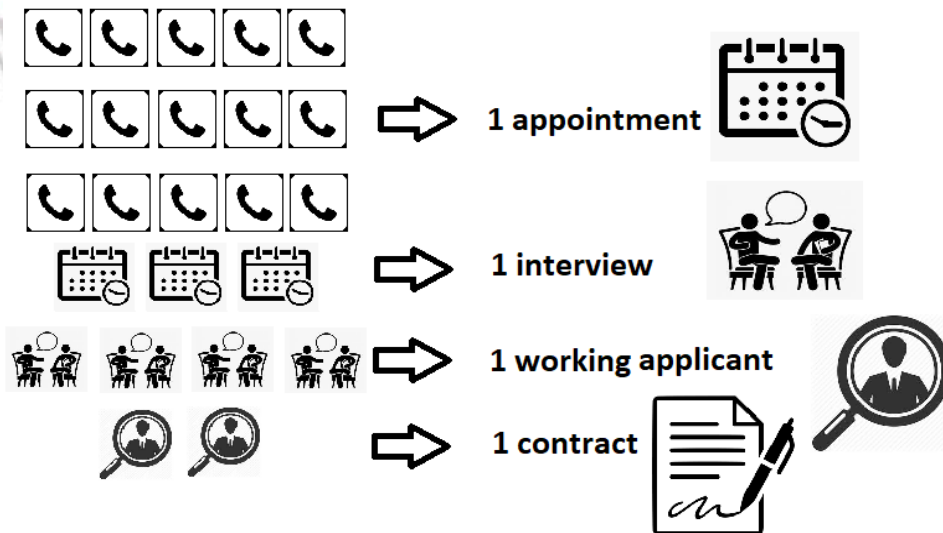 1 appointment
1 interview
1 working applicant
1 contract